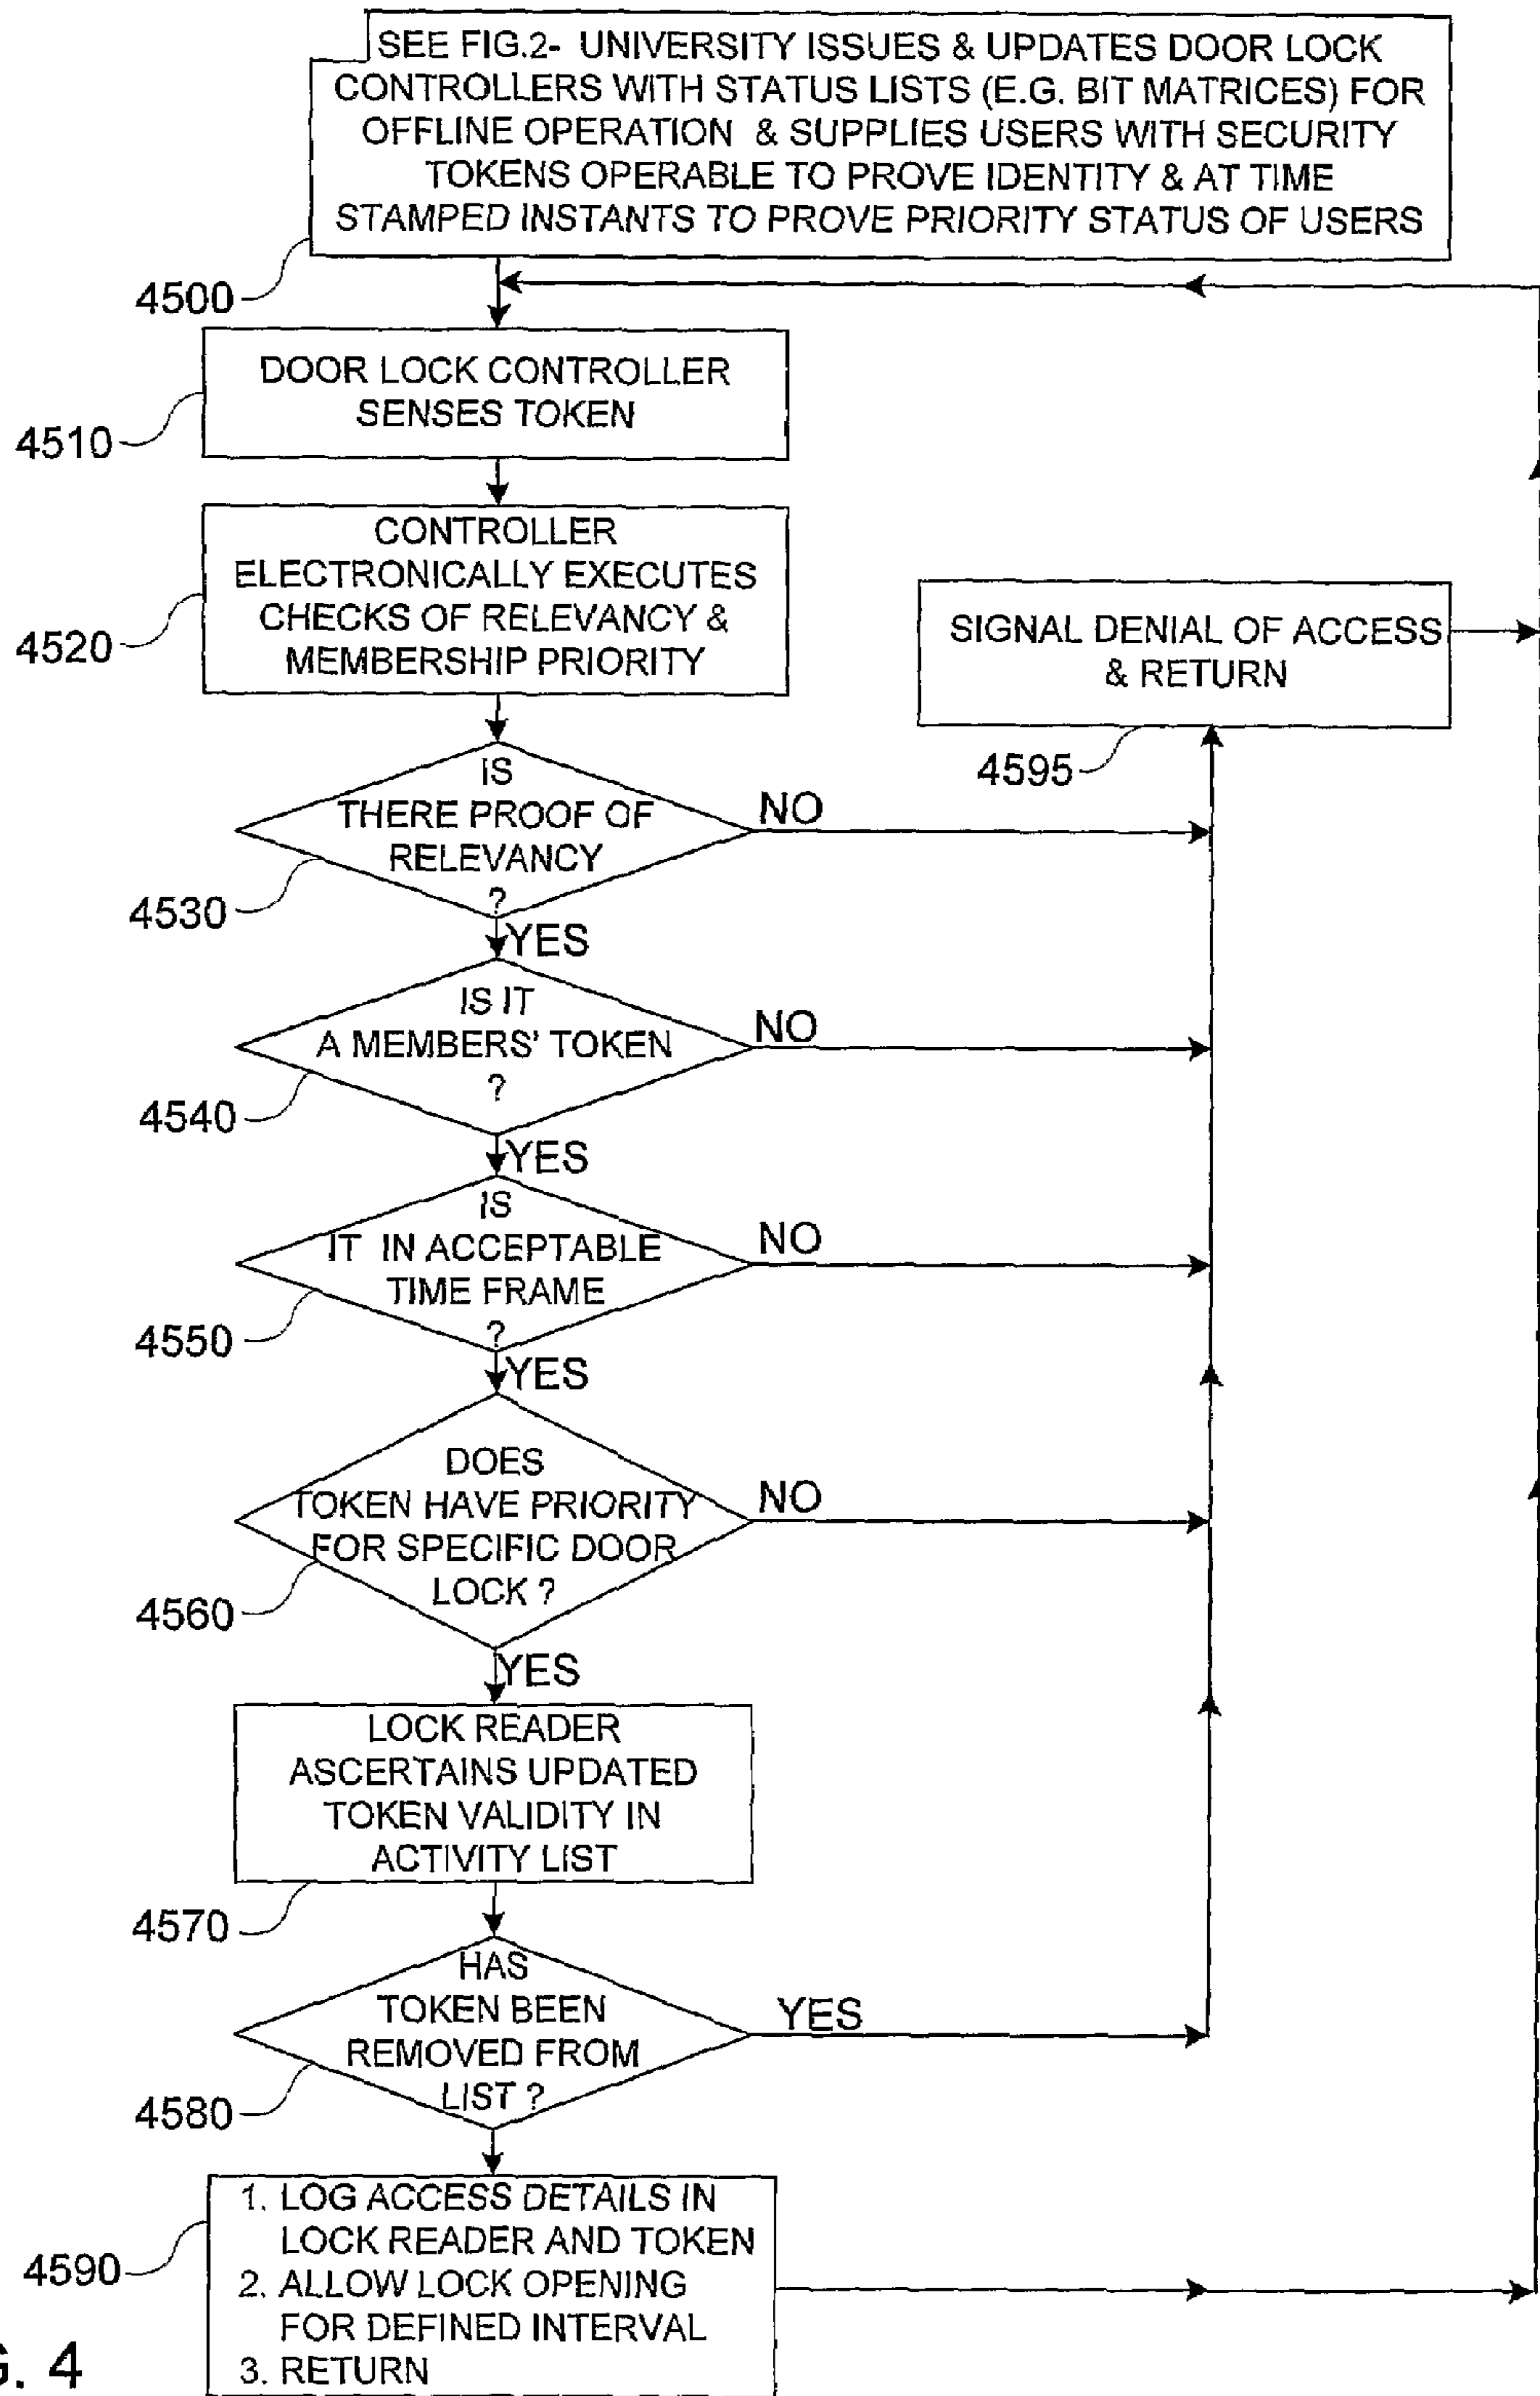 SEE FIG.2- UNIVERSITY ISSUES & UPDATES DOOR LOCK
CONTROLLERS WITH STATUS LISTS (E.G. BIT MATRICES) FOR
OFFLINE OPERATION & SUPPLIES USERS WITH SECURITY
TOKENS OPERABLE TO PROVE IDENTITY & AT TIME
STAMPED INSTANTS TO PROVE PRIORITY STATUS OF USERS
4500
DOOR LOCK CONTROLLER
SENSES TOKEN
4510
CONTROLLER
ELECTRONICALLY EXECUTES
CHECKS OF RELEVANCY &
MEMBERSHIP PRIORITY
4520
SIGNAL DENIAL OF ACCESS
& RETURN
4595
IS
THERE PROOF OF
RELEVANCY
?
NO
4530
YES
IS IT
A MEMBERS' TOKEN
?
NO
4540
YES
IS
IT IN ACCEPTABLE
TIME FRAME
?
NO
4550
YES
DOES
TOKEN HAVE PRIORITY
FOR SPECIFIC DOOR
LOCK ?
NO
4560
YES
LOCK READER
ASCERTAINS UPDATED
TOKEN VALIDITY IN
ACTIVITY LIST
4570
HAS
TOKEN BEEN
REMOVED FROM
LIST ?
YES
4580
1. LOG ACCESS DETAILS IN
LOCK READER AND TOKEN
2. ALLOW LOCK OPENING
FOR DEFINED INTERVAL
3. RETURN
4590
G. 4